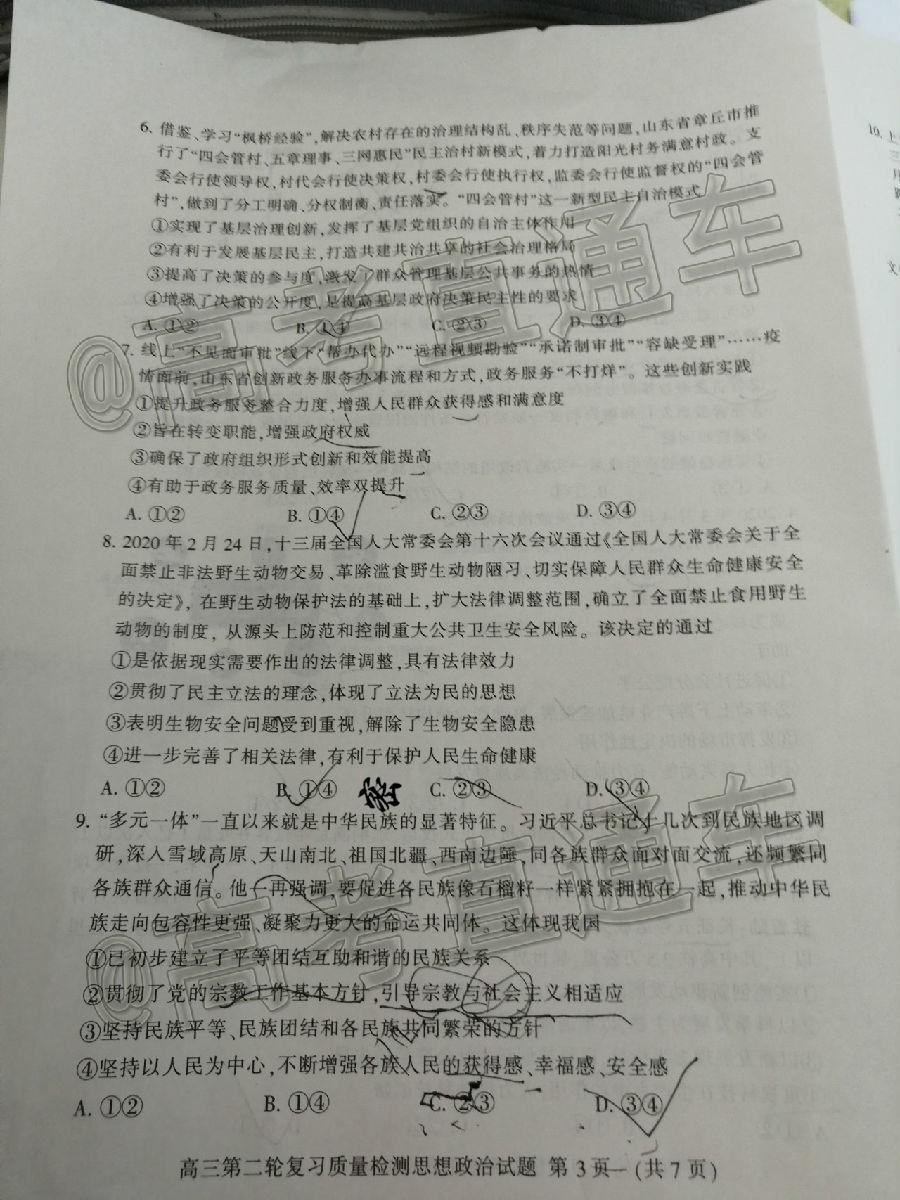 6. 借鉴、学习“枫桥经验”,解决农村存在的治理结构乱、秩序失范等问题,山东省章丘市推
行了“四会管村、五章理事、三网惠民”民主治村新模式,着力打造阳光村务满意村政。支
委会行使领导权,村代会行使决策权,村委会行使执行权,监委会行使监督权的“四会管
村”,做到了分工明确、分权制衡、责任落实。“四会管村”这一新型民主自治模式
①实现了基层治理创新,发挥了基层党组织的自治主体作用
②有利于发展基层民主,打造共建共治共享的社会治理格局
③提高了决策的参与度,激发了群众管理基层公共事务的热情
④增强了决策的公开度,是提高基层政府决策民主性的要求
A. ①② B. ①④ C. ②③ D. ③④
7. 线上“不见面审批”线下“帮办代办”“远程视频勘验”“承诺制审批”“容缺受理”……疫
情面前,山东省创新政务服务办事流程和方式,政务服务“不打烊”。这些创新实践
①提升政务服务整合力度,增强人民群众获得感和满意度
②旨在转变职能,增强政府权威
③确保了政府组织形式创新和效能提高
④有助于政务服务质量、效率双提升
A. ①② B. ①④ C. ②③ D. ③④
8. 2020年2月24日,十三届全国人大常委会第十六次会议通过《全国人大常委会关于全
面禁止非法野生动物交易、革除滥食野生动物陋习、切实保障人民群众生命健康安全
的决定》,在野生动物保护法的基础上,扩大法律调整范围,确立了全面禁止食用野生
动物的制度,从源头上防范和控制重大公共卫生安全风险。该决定的通过
①是依据现实需要作出的法律调整,具有法律效力
②贯彻了民主立法的理念,体现了立法为民的思想
③表明生物安全问题受到重视,解除了生物安全隐患
④进一步完善了相关法律,有利于保护人民生命健康
A. ①② B. ①④ C. ②③ D. ③④
9. “多元一体”一直以来就是中华民族的显著特征。习近平总书记十几次到民族地区调
研,深入雪域高原、天山南北、祖国北疆、西南边陲,同各族群众面对面交流,还频繁同
各族群众通信。他一再强调,要促进各民族像石榴籽一样紧紧拥抱在一起,推动中华民
族走向包容性更强、凝聚力更大的命运共同体。这体现我国
①已初步建立了平等团结互助和谐的民族关系
②贯彻了党的宗教工作基本方针,引导宗教与社会主义相适应
③坚持民族平等、民族团结和各民族共同繁荣的方针
④坚持以人民为中心,不断增强各族人民的获得感、幸福感、安全感
A. ①② B. ①④ C. ②③ D. ③④
高三第二轮复习质量检测思想政治试题 第3页 (共7页)
@高考直通车
@高考直通车
10. 上
三
月